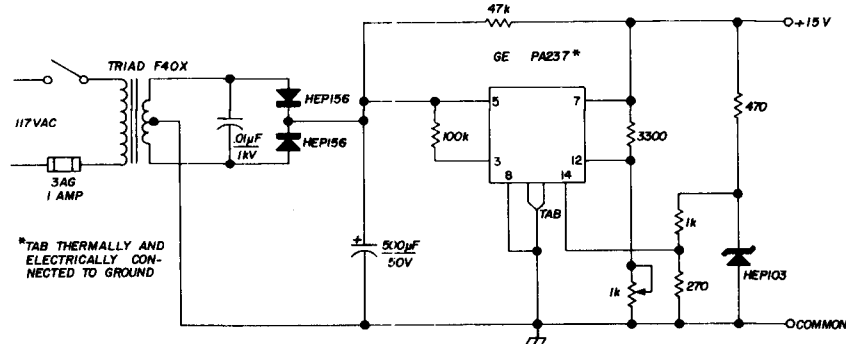 47k
+15V
TRIAD F40X
GE PA237*
HEP156
5
7
470
117VAC
.01µF
1kV
100k
3300
HEP156
3
12
8
14
3AG
1 AMP
TAB
1k
*TAB THERMALLY AND
ELECTRICALLY CON-
NECTED TO GROUND
+
500µF
50V
1k
270
HEP103
COMMON